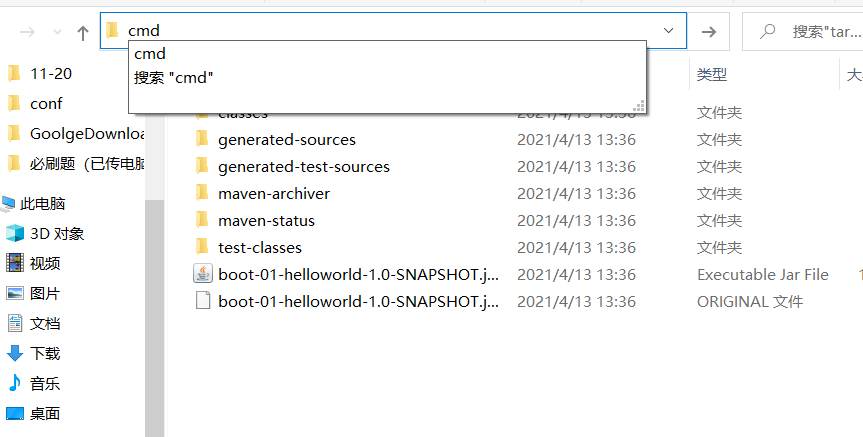 cmd
搜索"tar...
cmd
搜索 "cmd"
类型
11-20
conf
GoolgeDownloa
必刷题（已传电脑
此电脑
3D 对象
视频
图片
文档
下载
音乐
桌面
classes 2021/4/13 13:36 文件夹
generated-sources 2021/4/13 13:36 文件夹
generated-test-sources 2021/4/13 13:36 文件夹
maven-archiver 2021/4/13 13:36 文件夹
maven-status 2021/4/13 13:36 文件夹
test-classes 2021/4/13 13:36 文件夹
boot-01-helloworld-1.0-SNAPSHOT.j... 2021/4/13 13:36 Executable Jar File
boot-01-helloworld-1.0-SNAPSHOT.j... 2021/4/13 13:36 ORIGINAL 文件